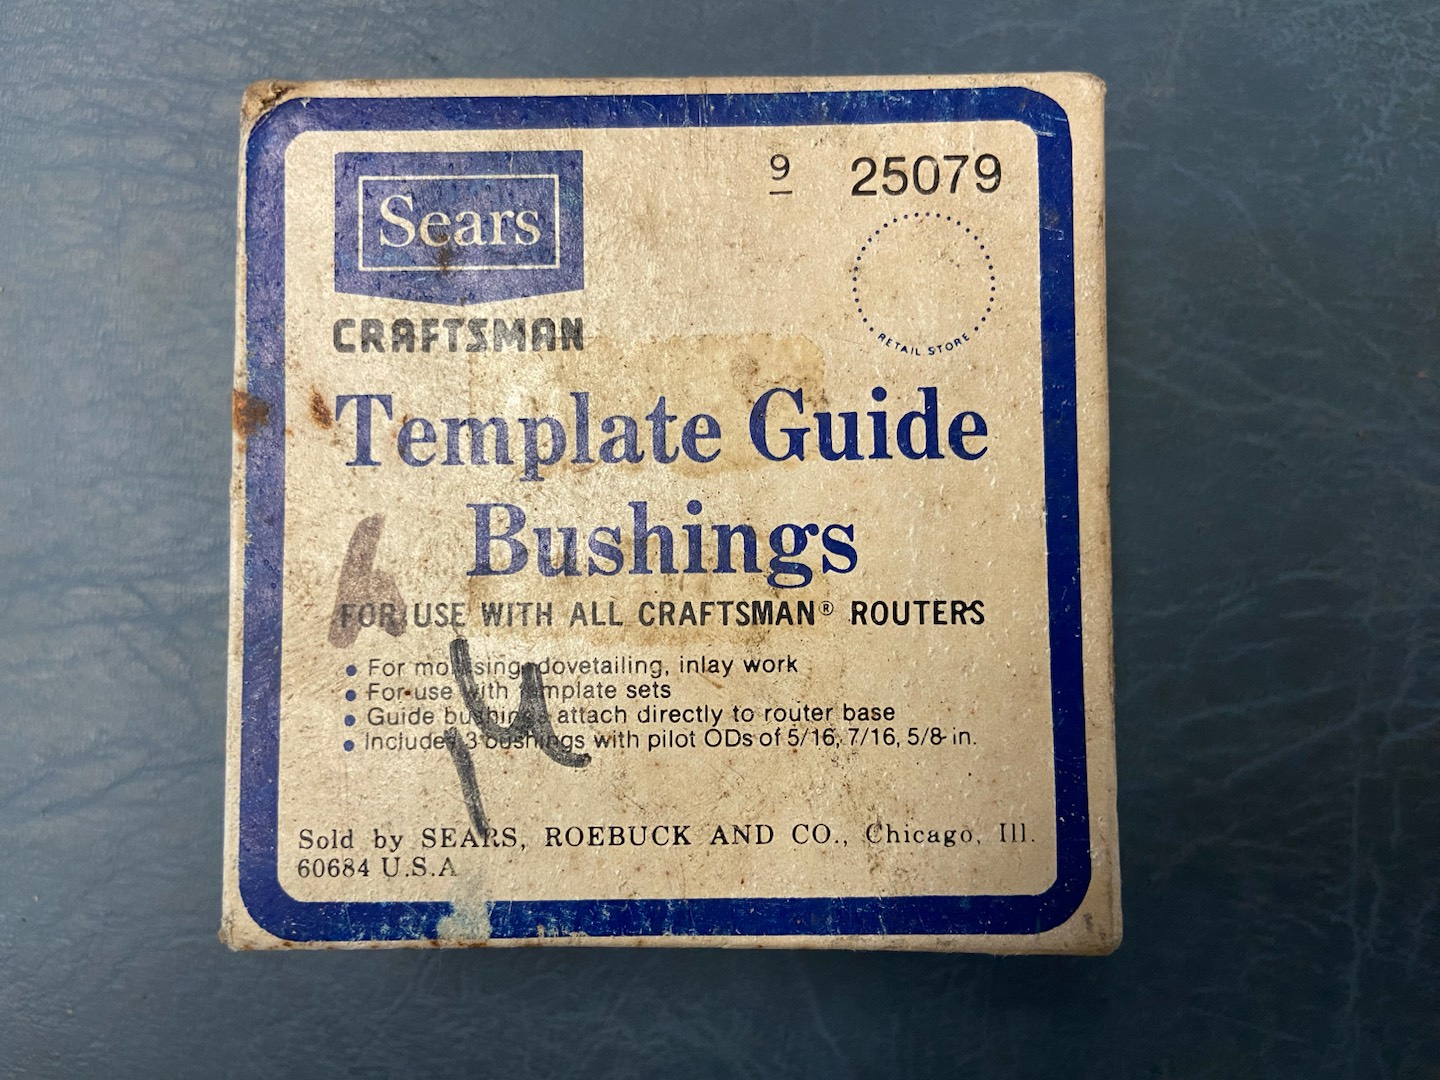 Sears
9 25079
CRAFTSMAN
RETAIL STORE
Template Guide
Bushings
FOR USE WITH ALL CRAFTSMAN® ROUTERS
• For mortising, dovetailing, inlay work
• For use with template sets
• Guide bushings attach directly to router base
• Includes 3 bushings with pilot ODs of 5/16, 7/16, 5/8 in.
Sold by SEARS, ROEBUCK AND CO., Chicago, Ill.
60684 U.S.A